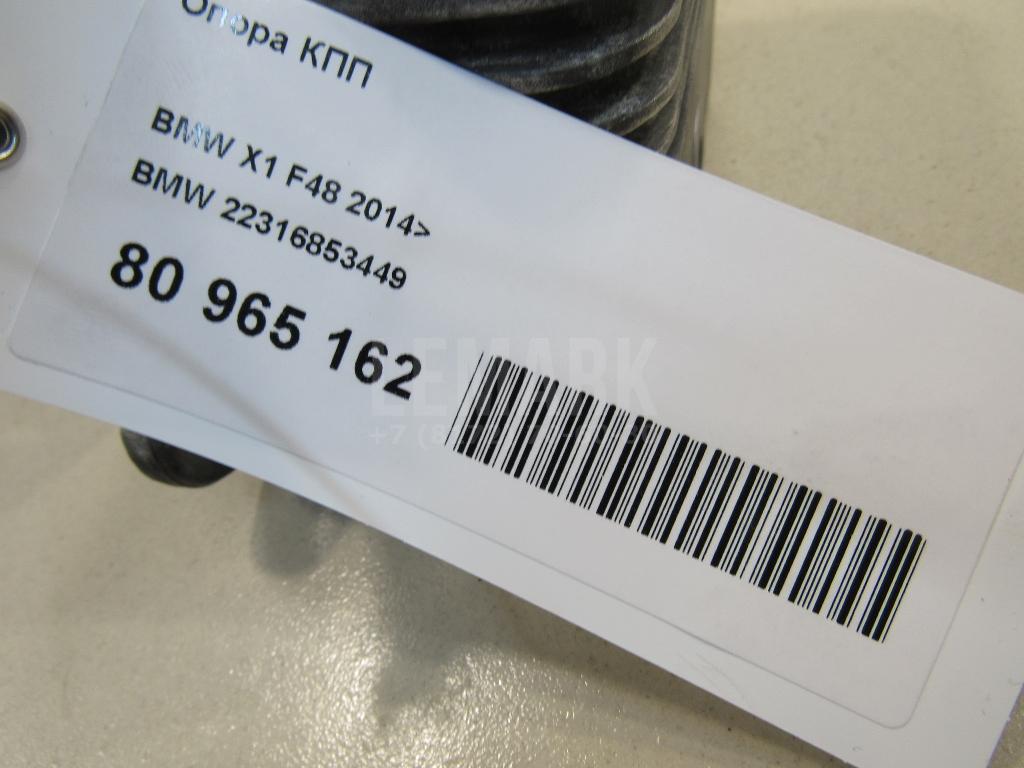 Опора КПП
BMW X1 F48 2014>
BMW 22316853449
80 965 162
LEMARK